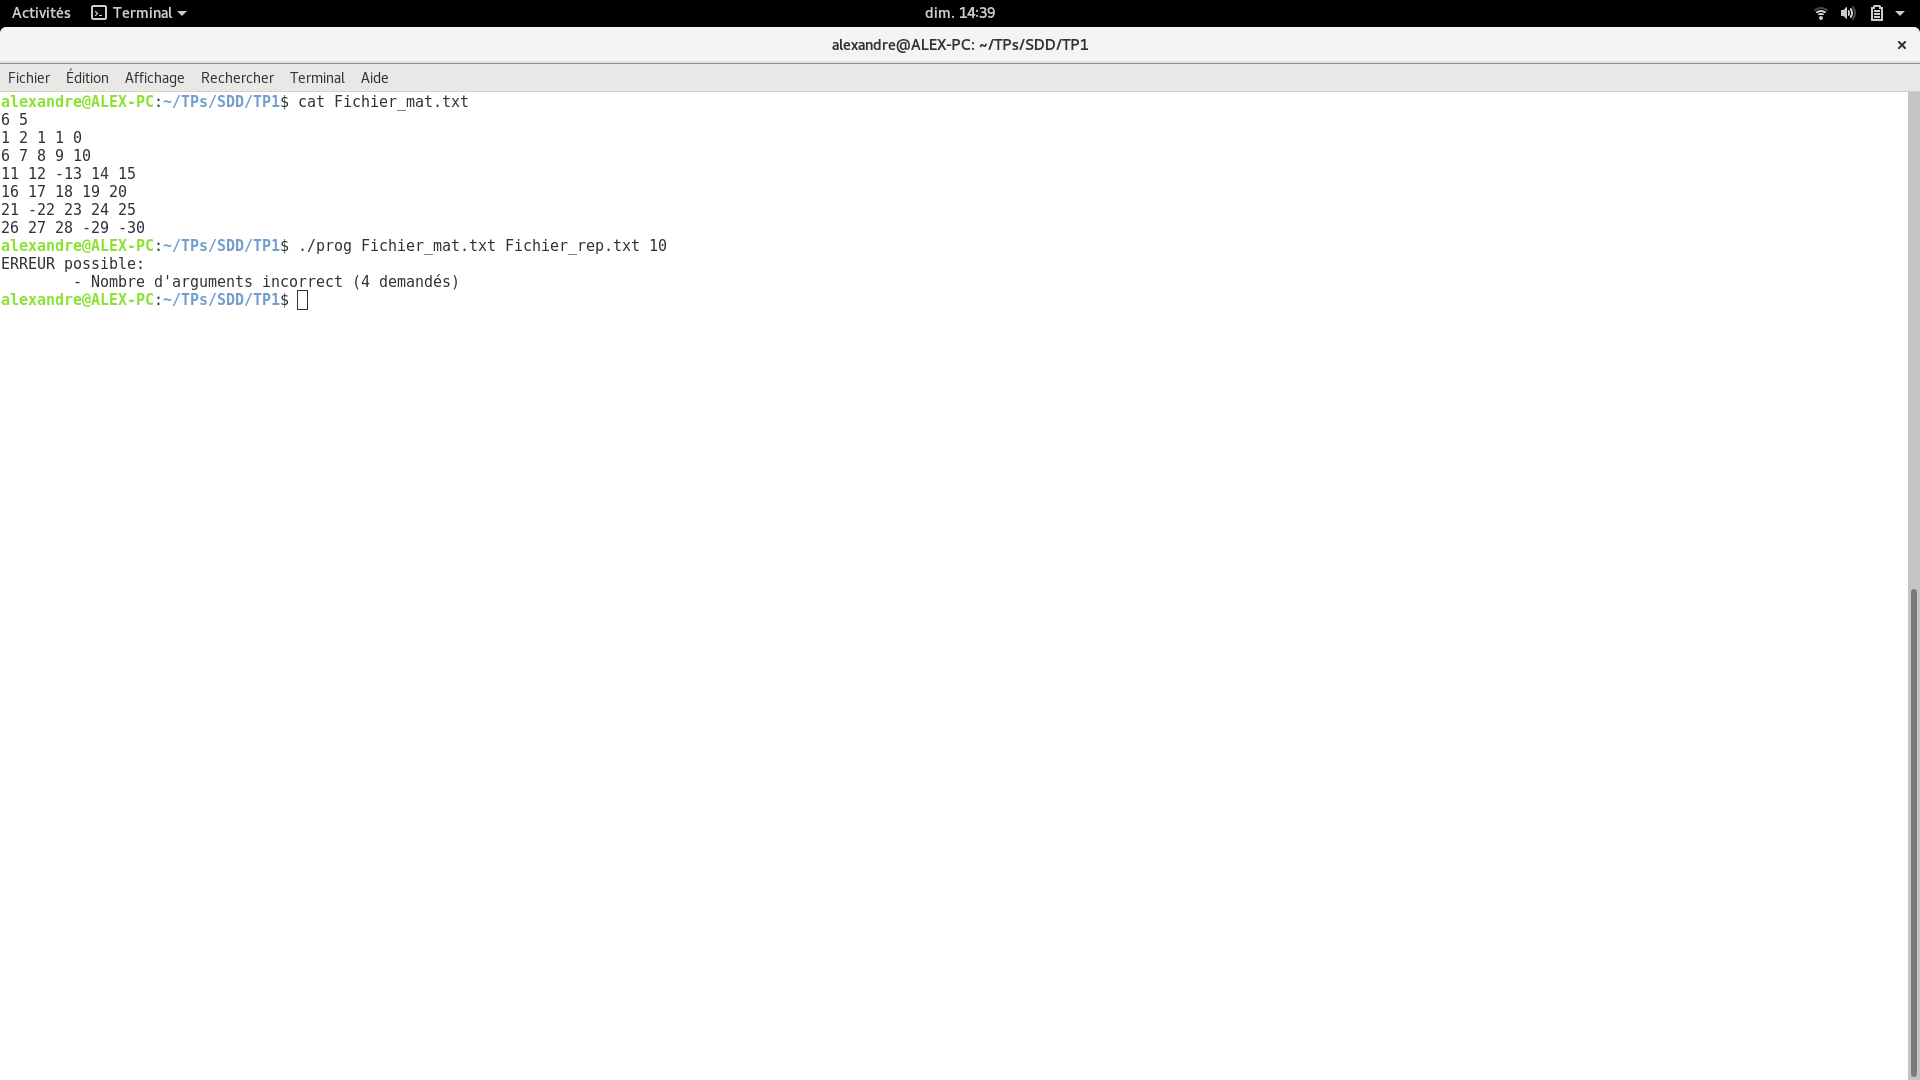 Activités Terminal dim. 14:39
alexandre@ALEX-PC: ~/TPs/SDD/TP1
Fichier Édition Affichage Rechercher Terminal Aide
alexandre@ALEX-PC:~/TPs/SDD/TP1$ cat Fichier_mat.txt
6 5
1 2 1 1 0
6 7 8 9 10
11 12 -13 14 15
16 17 18 19 20
21 -22 23 24 25
26 27 28 -29 -30
alexandre@ALEX-PC:~/TPs/SDD/TP1$ ./prog Fichier_mat.txt Fichier_rep.txt 10
ERREUR possible:
- Nombre d'arguments incorrect (4 demandés)
alexandre@ALEX-PC:~/TPs/SDD/TP1$